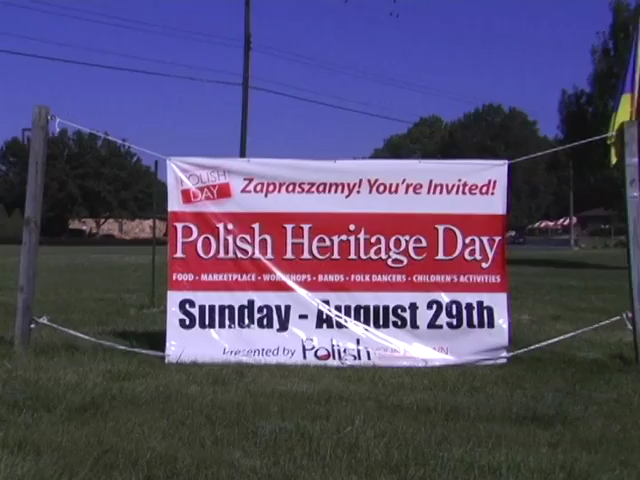 POLISH DAY
Zapraszamy! You're Invited!
Polish Heritage Day
FOOD • MARKETPLACE • WORKSHOPS • BANDS • FOLK DANCERS • CHILDREN'S ACTIVITIES
Sunday - August 29th
Presented by Polish